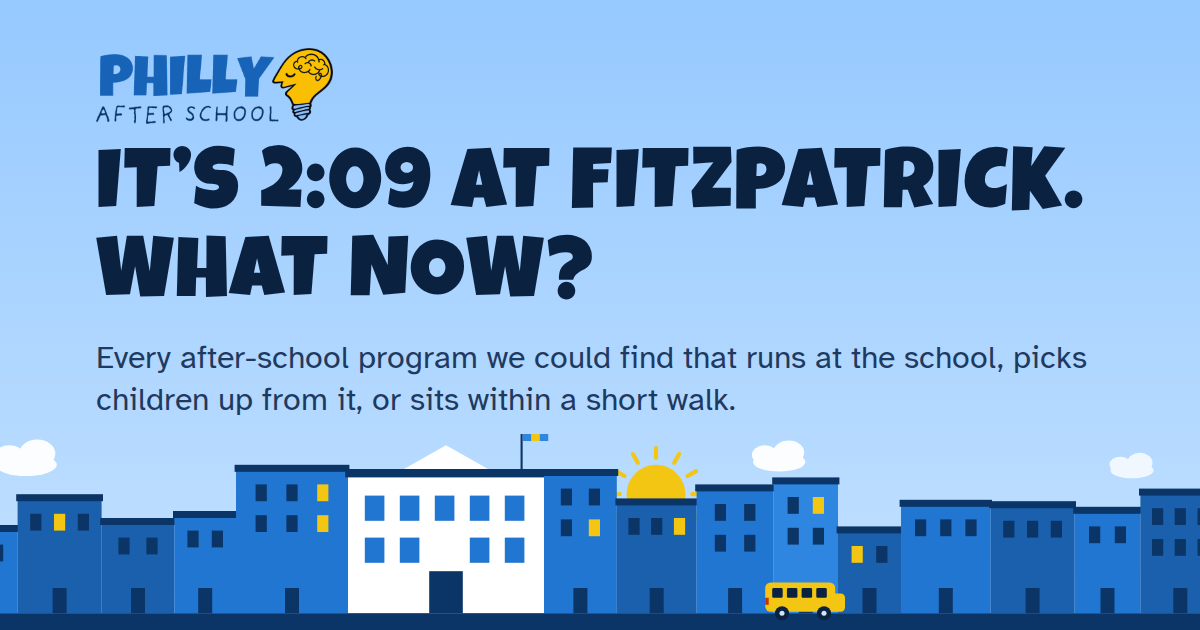 PHILLY
AFTER SCHOOL
IT’S 2:09 AT FITZPATRICK.
WHAT NOW?
Every after-school program we could find that runs at the school, picks
children up from it, or sits within a short walk.